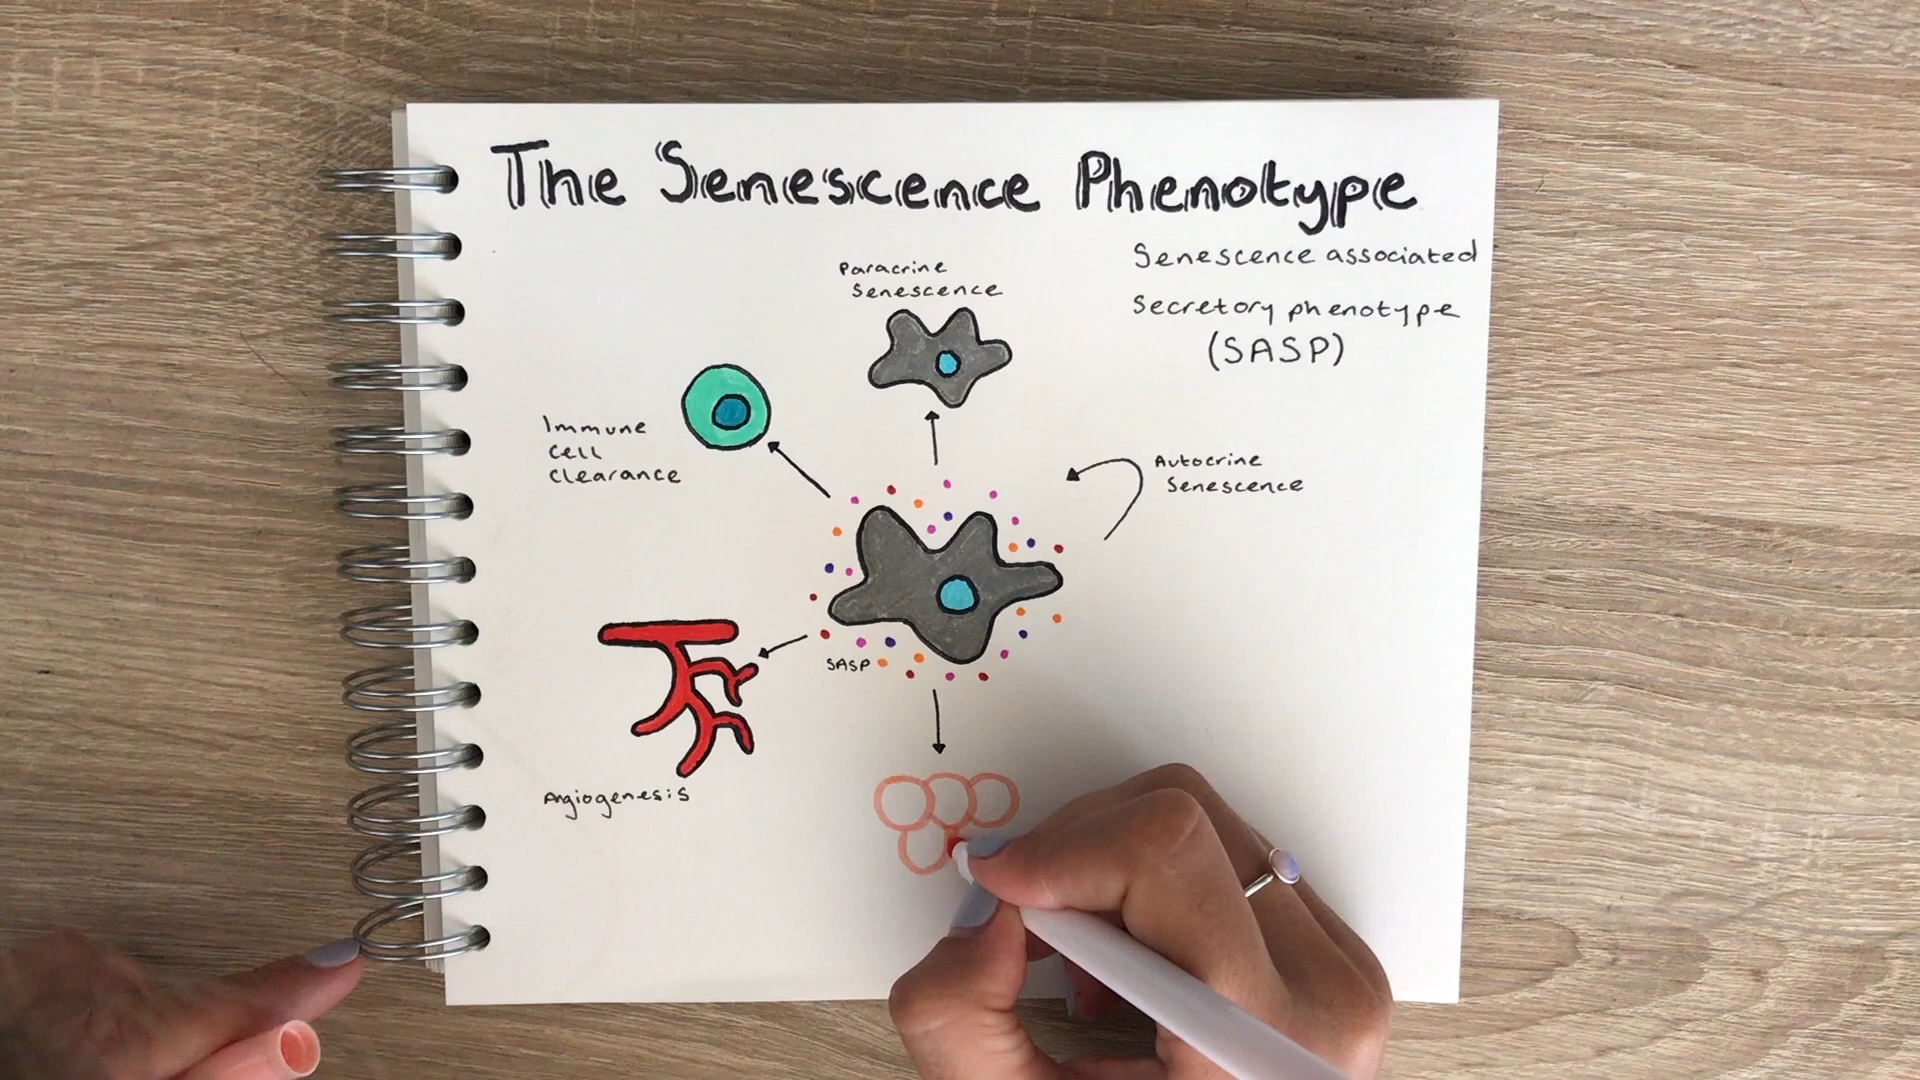 The Senescence Phenotype
Senescence associated
Secretory phenotype
(SASP)
Paracrine
Senescence
Immune
cell
clearance
Autocrine
Senescence
SASP
Angiogenesis